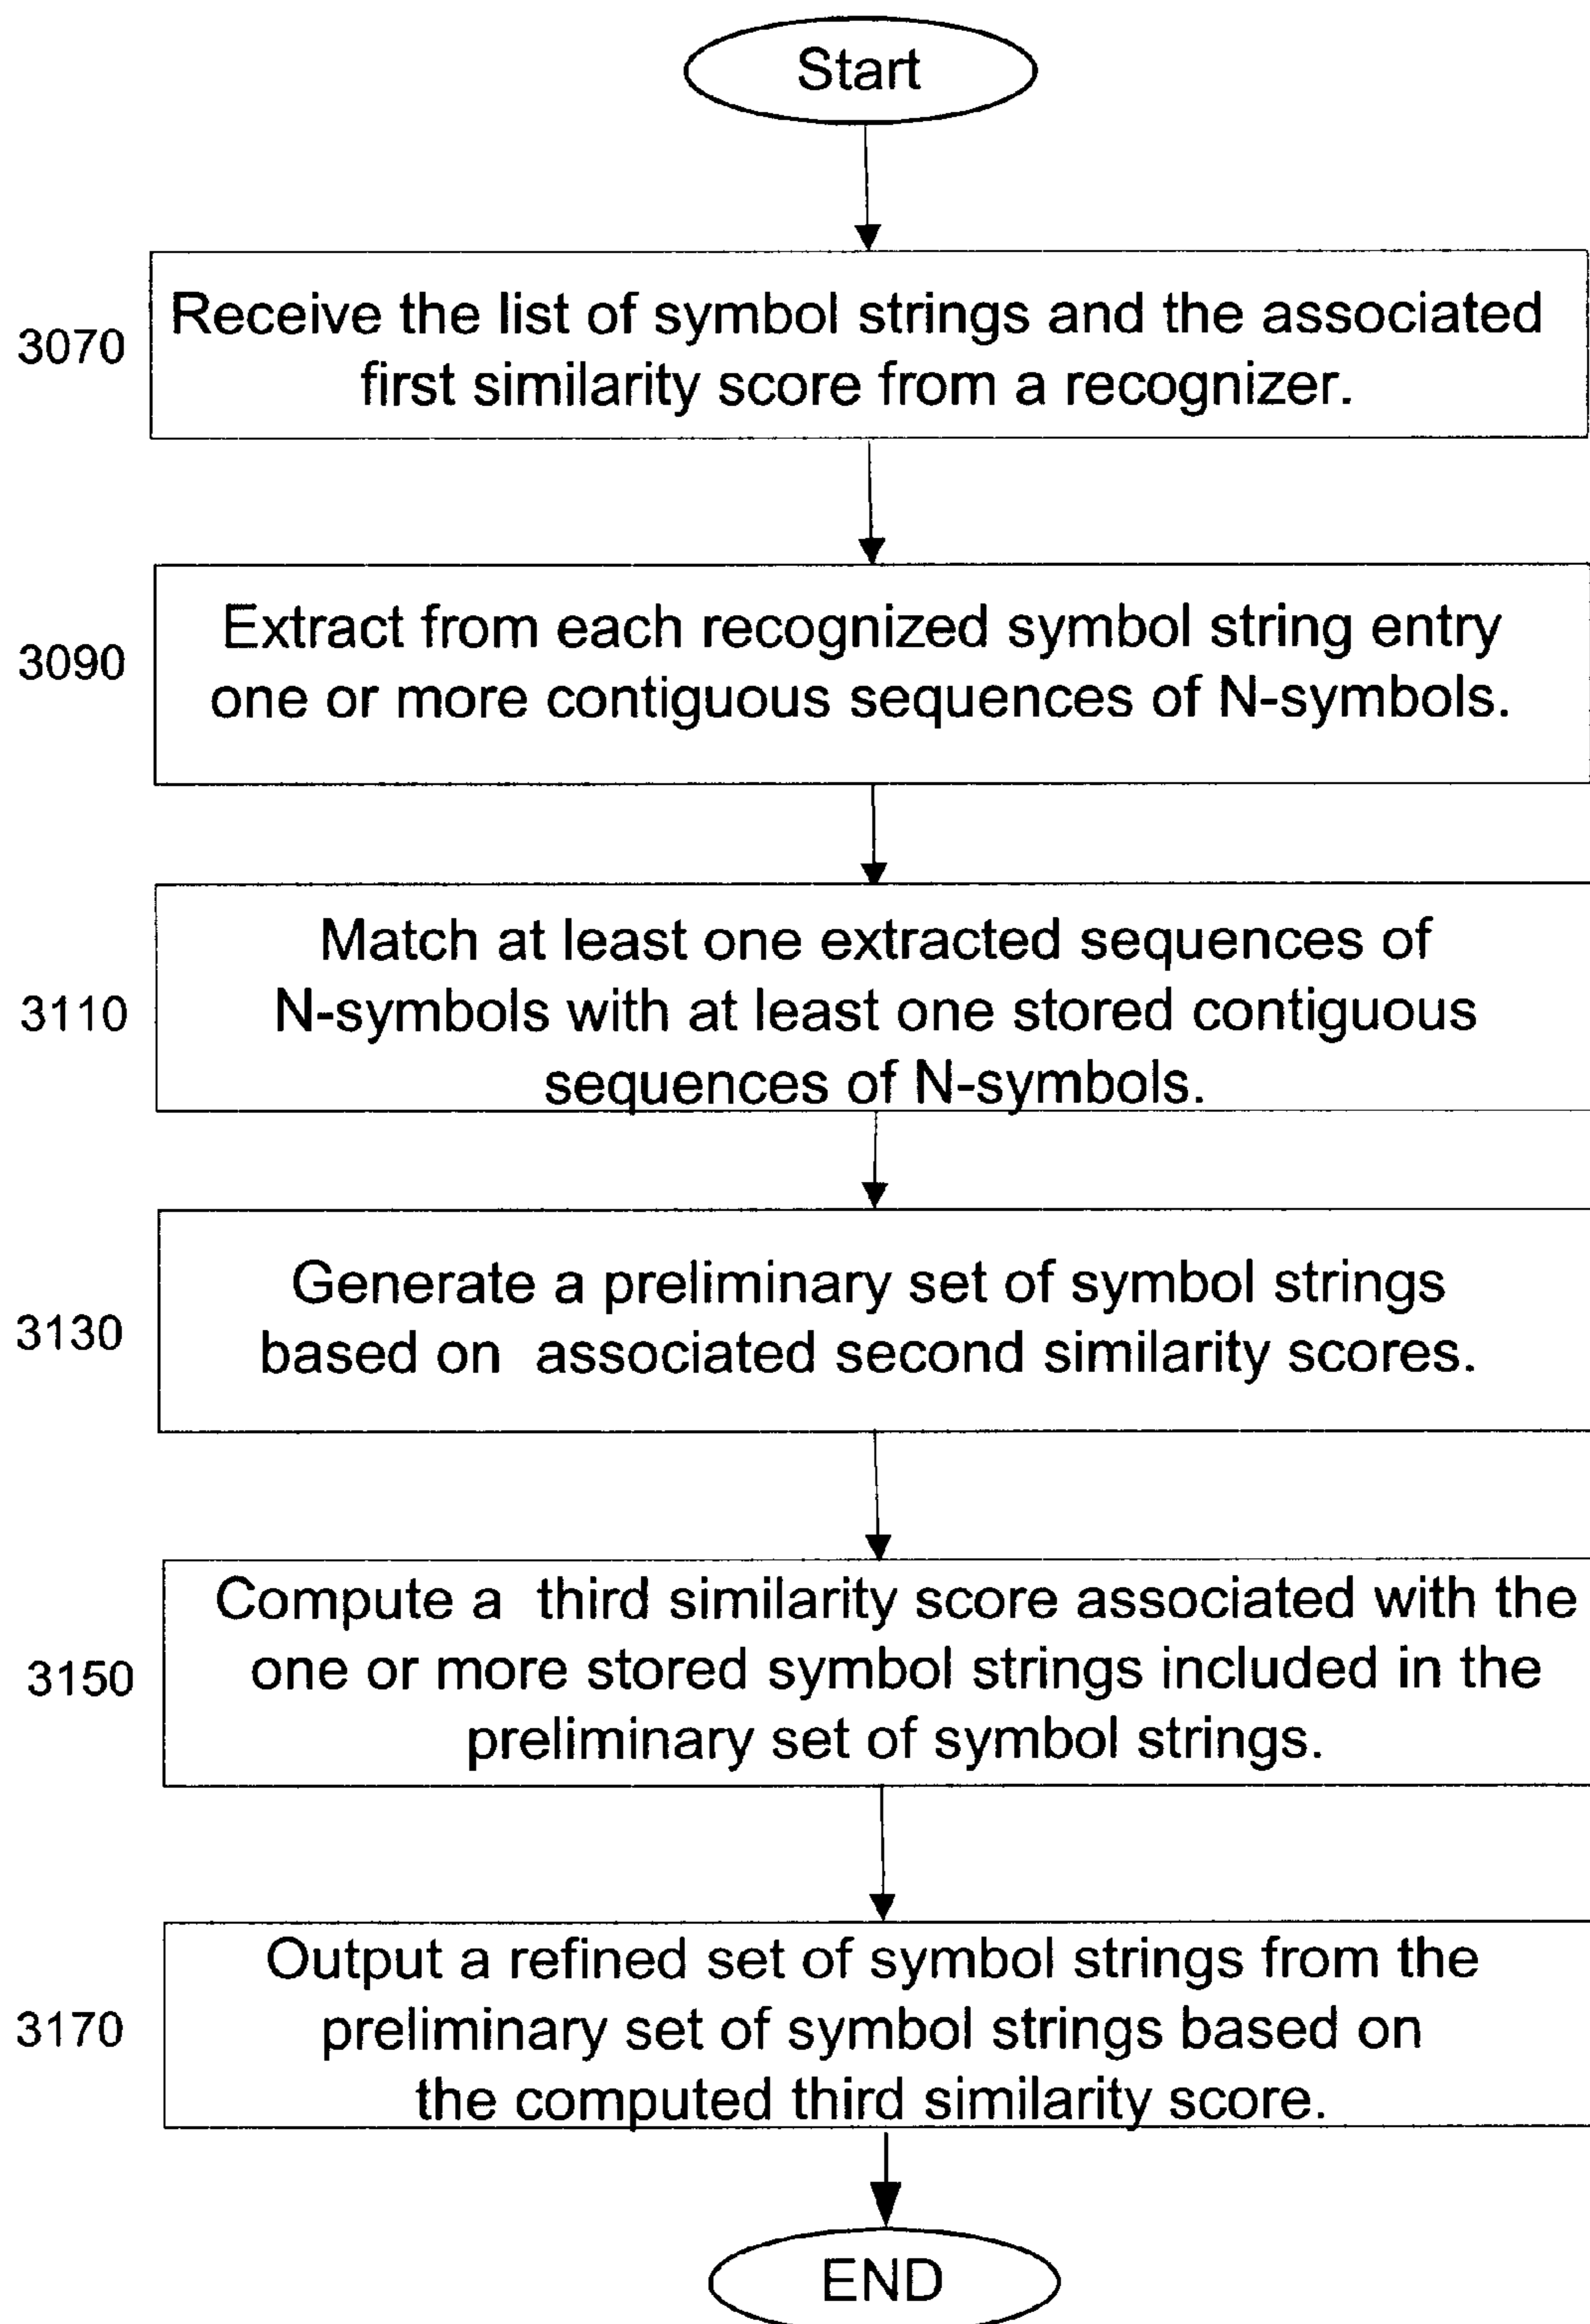 Start
3070
Receive the list of symbol strings and the associated
first similarity score from a recognizer.
3090
Extract from each recognized symbol string entry
one or more contiguous sequences of N-symbols.
3110
Match at least one extracted sequences of
N-symbols with at least one stored contiguous
sequences of N-symbols.
3130
Generate a preliminary set of symbol strings
based on associated second similarity scores.
3150
Compute a third similarity score associated with the
one or more stored symbol strings included in the
preliminary set of symbol strings.
3170
Output a refined set of symbol strings from the
preliminary set of symbol strings based on
the computed third similarity score.
END